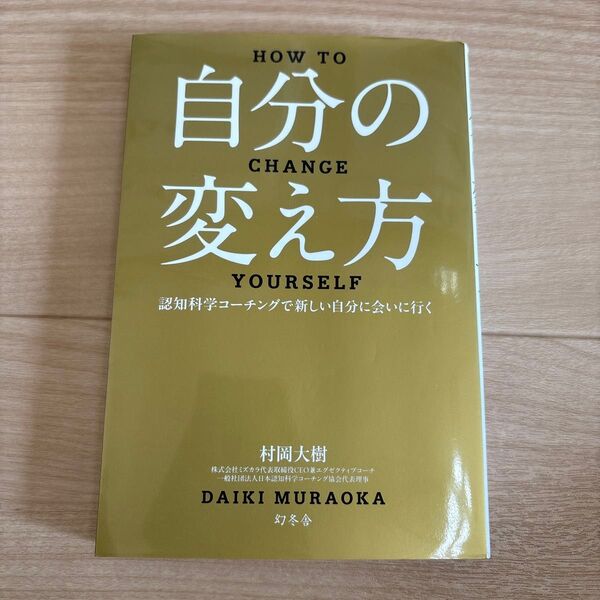 HOW TO
自分の
CHANGE
変え方
YOURSELF
認知科学コーチングで新しい自分に会いに行く
村岡大樹
株式会社ミズカラ代表取締役CEO兼エグゼクティブコーチ
一般社団法人日本認知科学コーチング協会代表理事
DAIKI MURAOKA
幻冬舎